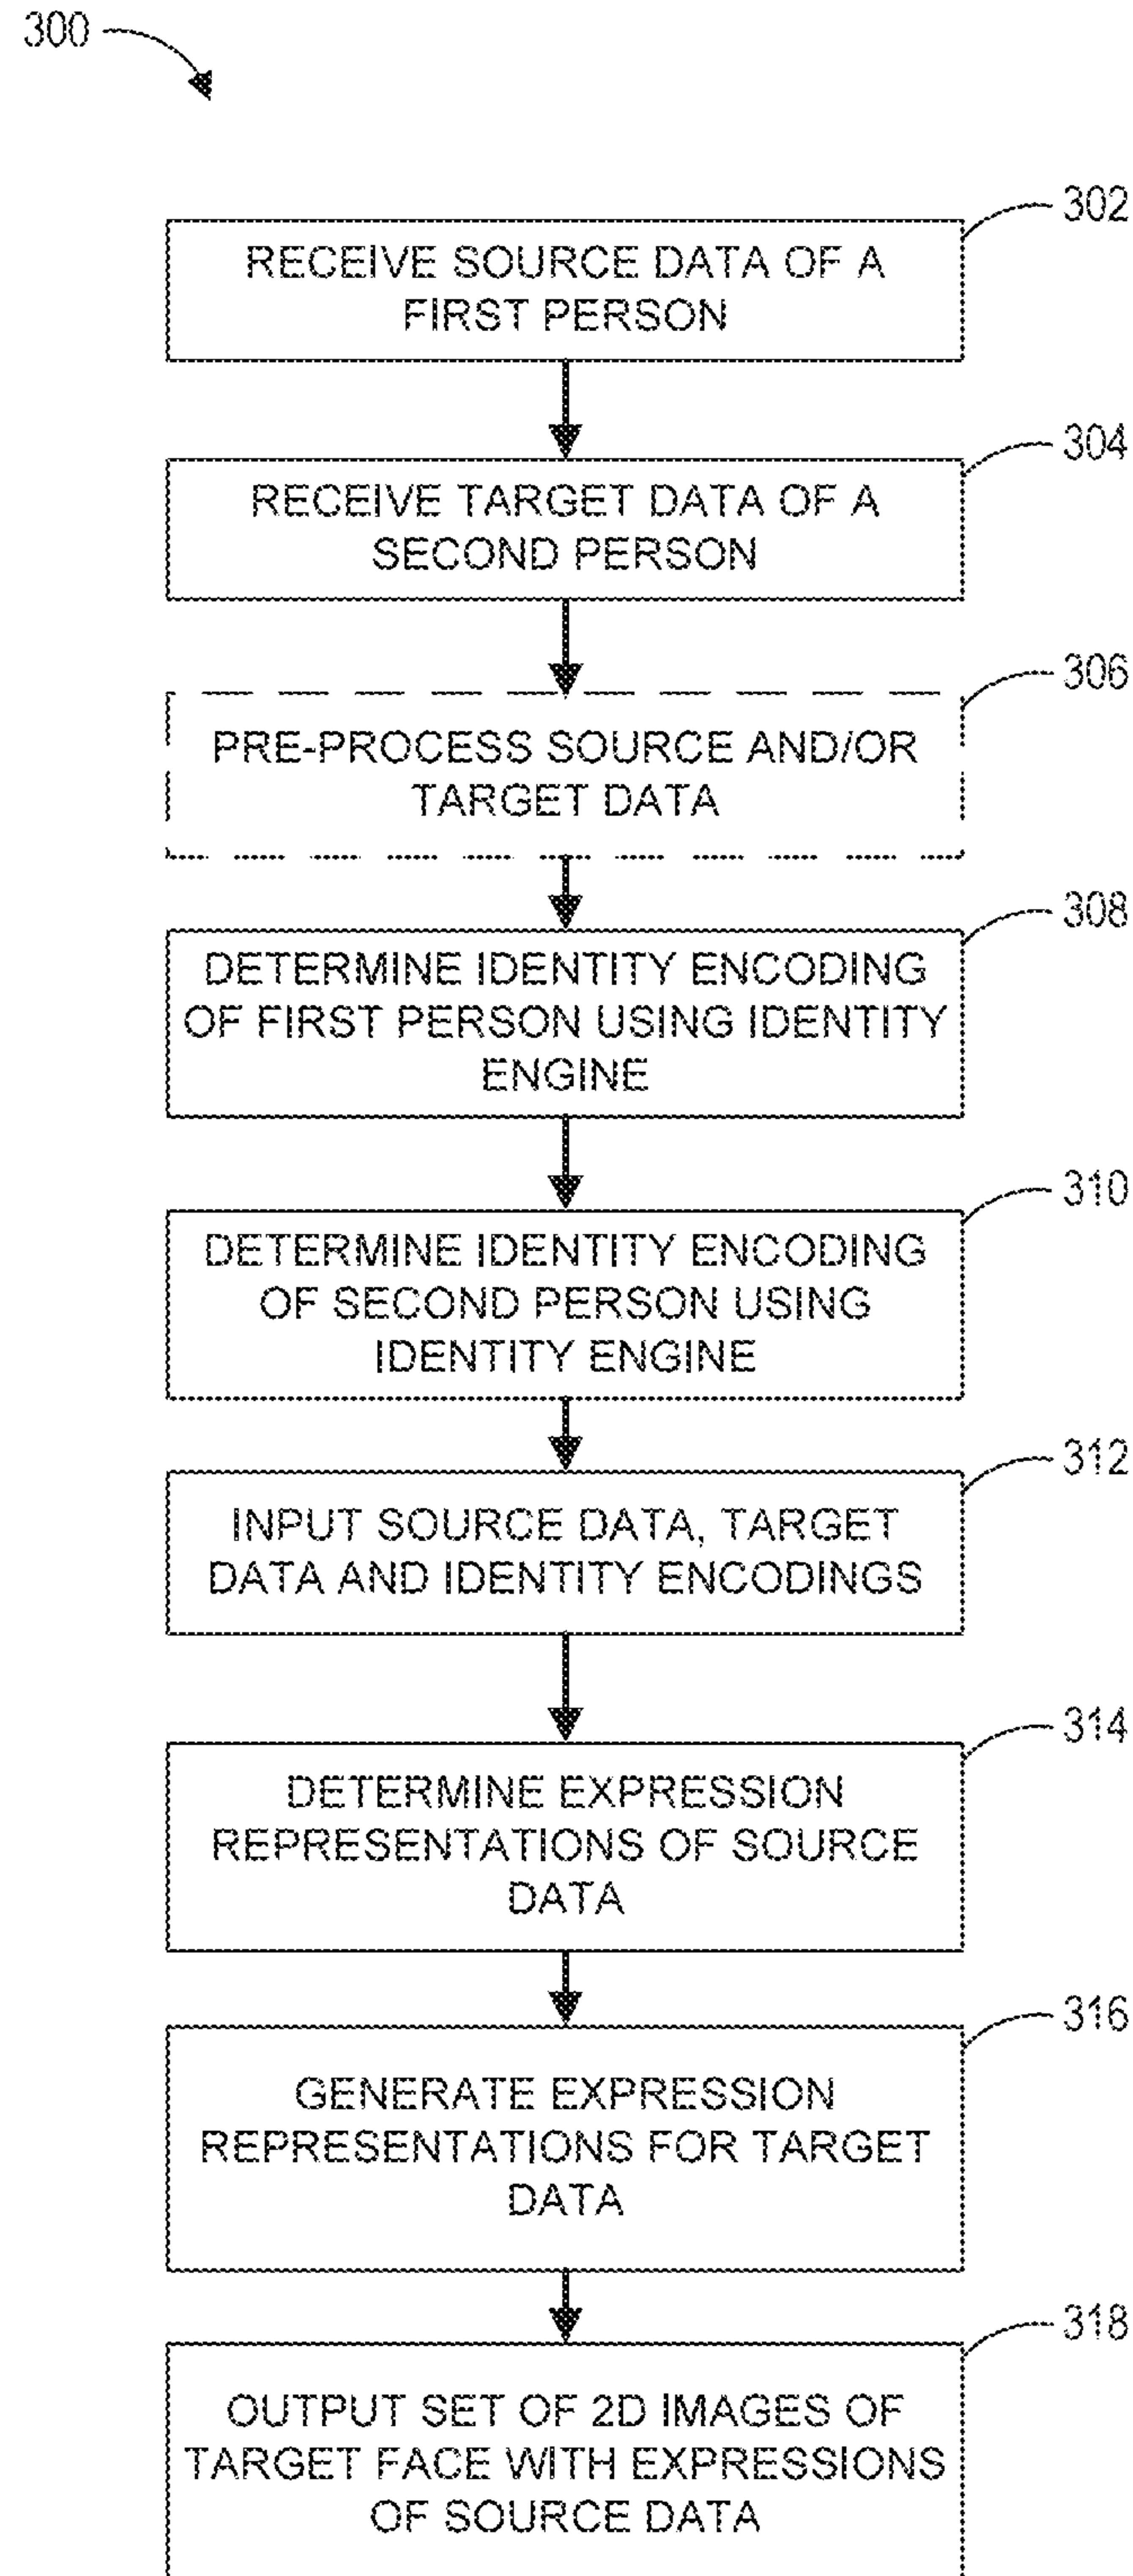 300
302
RECEIVE SOURCE DATA OF A
FIRST PERSON
304
RECEIVE TARGET DATA OF A
SECOND PERSON
306
PRE-PROCESS SOURCE AND/OR
TARGET DATA
308
DETERMINE IDENTITY ENCODING
OF FIRST PERSON USING IDENTITY
ENGINE
310
DETERMINE IDENTITY ENCODING
OF SECOND PERSON USING
IDENTITY ENGINE
312
INPUT SOURCE DATA, TARGET
DATA AND IDENTITY ENCODINGS
314
DETERMINE EXPRESSION
REPRESENTATIONS OF SOURCE
DATA
316
GENERATE EXPRESSION
REPRESENTATIONS FOR TARGET
DATA
318
OUTPUT SET OF 2D IMAGES OF
TARGET FACE WITH EXPRESSIONS
OF SOURCE DATA